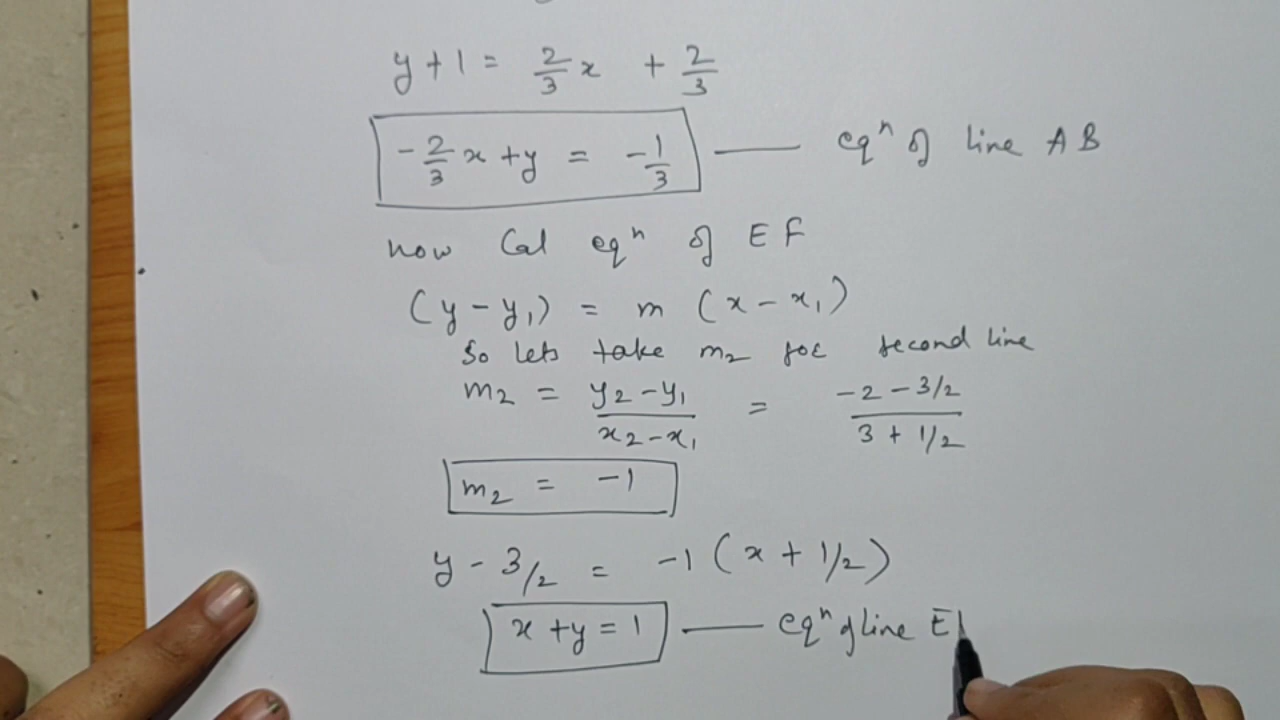 y + 1 = 2/3 x + 2/3
-2/3 x + y = -1/3 —— eqⁿ of line AB
now Cal eqⁿ of EF
(y - y₁) = m (x - x₁)
So lets take m₂ for second line
m₂ = y₂ - y₁ / x₂ - x₁ = -2 - 3/2 / 3 + 1/2
m₂ = -1
y - 3/2 = -1 (x + 1/2)
x + y = 1 —— eqⁿ of line E